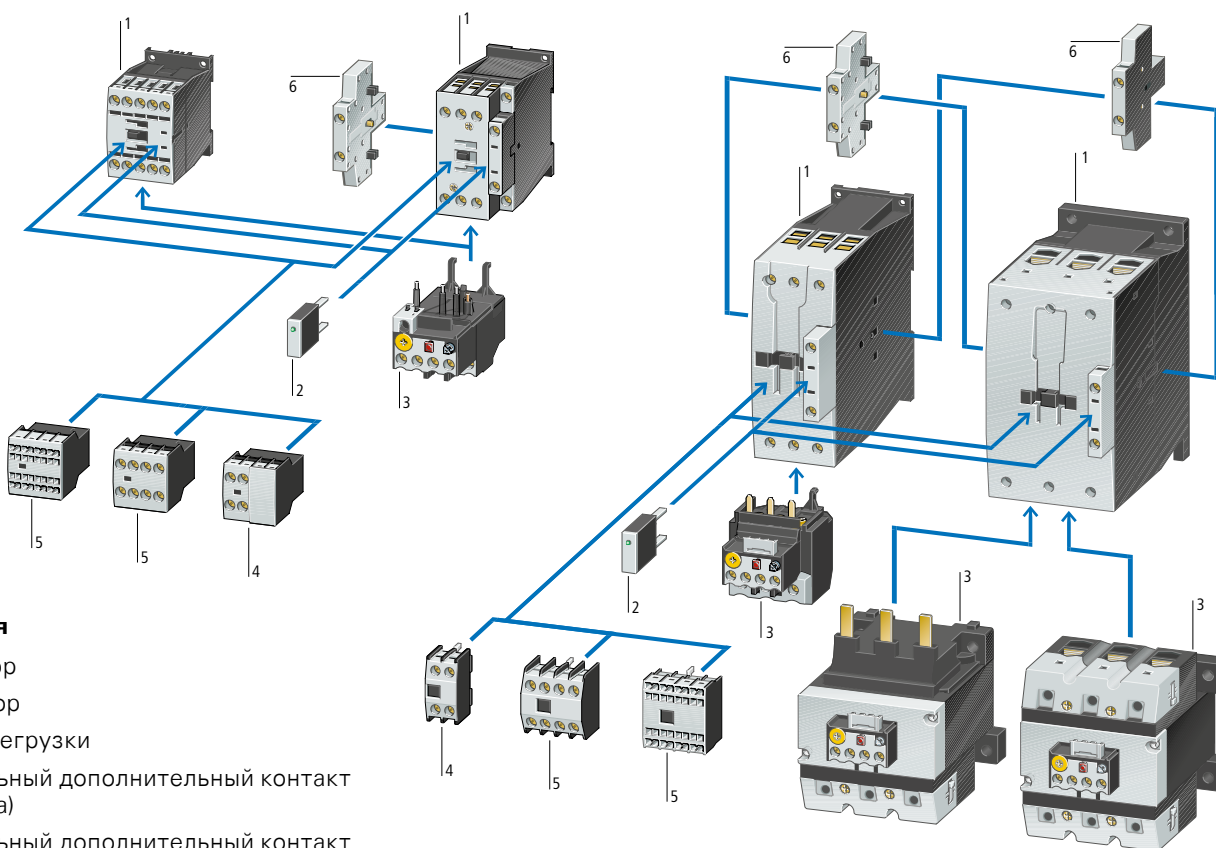 1
1
6
6
6
1
1
2
3
5
5
4
2
3
3
3
4
5
5
я
ор
ор
егрузки
ьный дополнительный контакт
а)
ьный дополнительный контакт